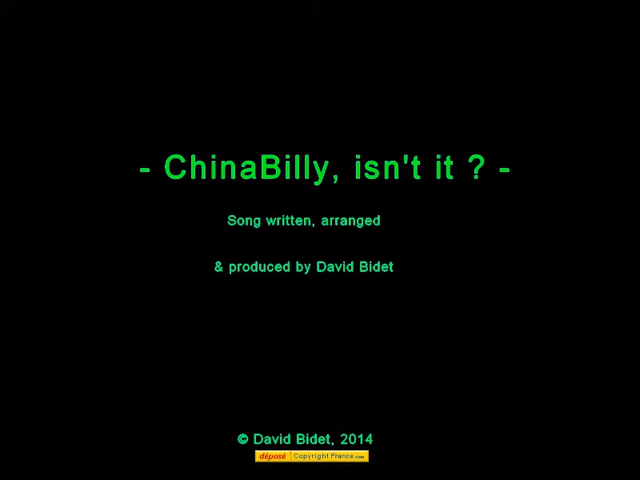 - ChinaBilly, isn't it ? -
Song written, arranged
& produced by David Bidet
© David Bidet, 2014
déposé Copyright France.com